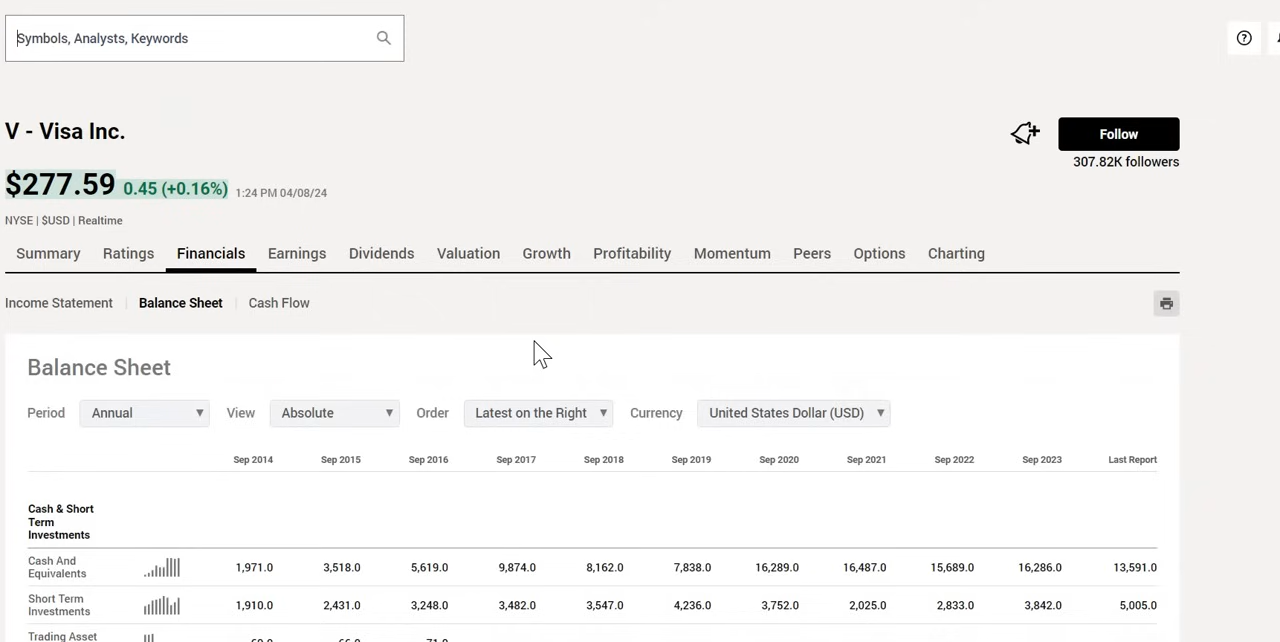 Symbols, Analysts, Keywords
V - Visa Inc.
Follow
307.82K followers
$277.59 0.45 (+0.16%) 1:24 PM 04/08/24
NYSE | $USD | Realtime
Summary Ratings Financials Earnings Dividends Valuation Growth Profitability Momentum Peers Options Charting
Income Statement Balance Sheet Cash Flow
Balance Sheet
Period Annual View Absolute Order Latest on the Right Currency United States Dollar (USD)
Sep 2014 Sep 2015 Sep 2016 Sep 2017 Sep 2018 Sep 2019 Sep 2020 Sep 2021 Sep 2022 Sep 2023 Last Report
Cash & Short
Term
Investments
Cash And
Equivalents
1,971.0 3,518.0 5,619.0 9,874.0 8,162.0 7,838.0 16,289.0 16,487.0 15,689.0 16,286.0 13,591.0
Short Term
Investments
1,910.0 2,431.0 3,248.0 3,482.0 3,547.0 4,236.0 3,752.0 2,025.0 2,833.0 3,842.0 5,005.0
Trading Asset